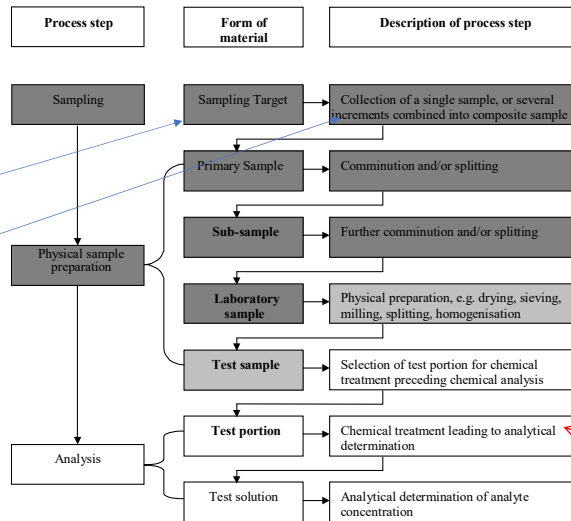 Process step
Form of
material
Description of process step
Sampling
Sampling Target
Collection of a single sample, or several
increments combined into composite sample
Primary Sample
Comminution and/or splitting
Sub-sample
Further comminution and/or splitting
Physical sample
preparation
Laboratory
sample
Physical preparation, e.g. drying, sieving,
milling, splitting, homogenisation
Test sample
Selection of test portion for chemical
treatment preceding chemical analysis
Test portion
Chemical treatment leading to analytical
determination
Analysis
Test solution
Analytical determination of analyte
concentration